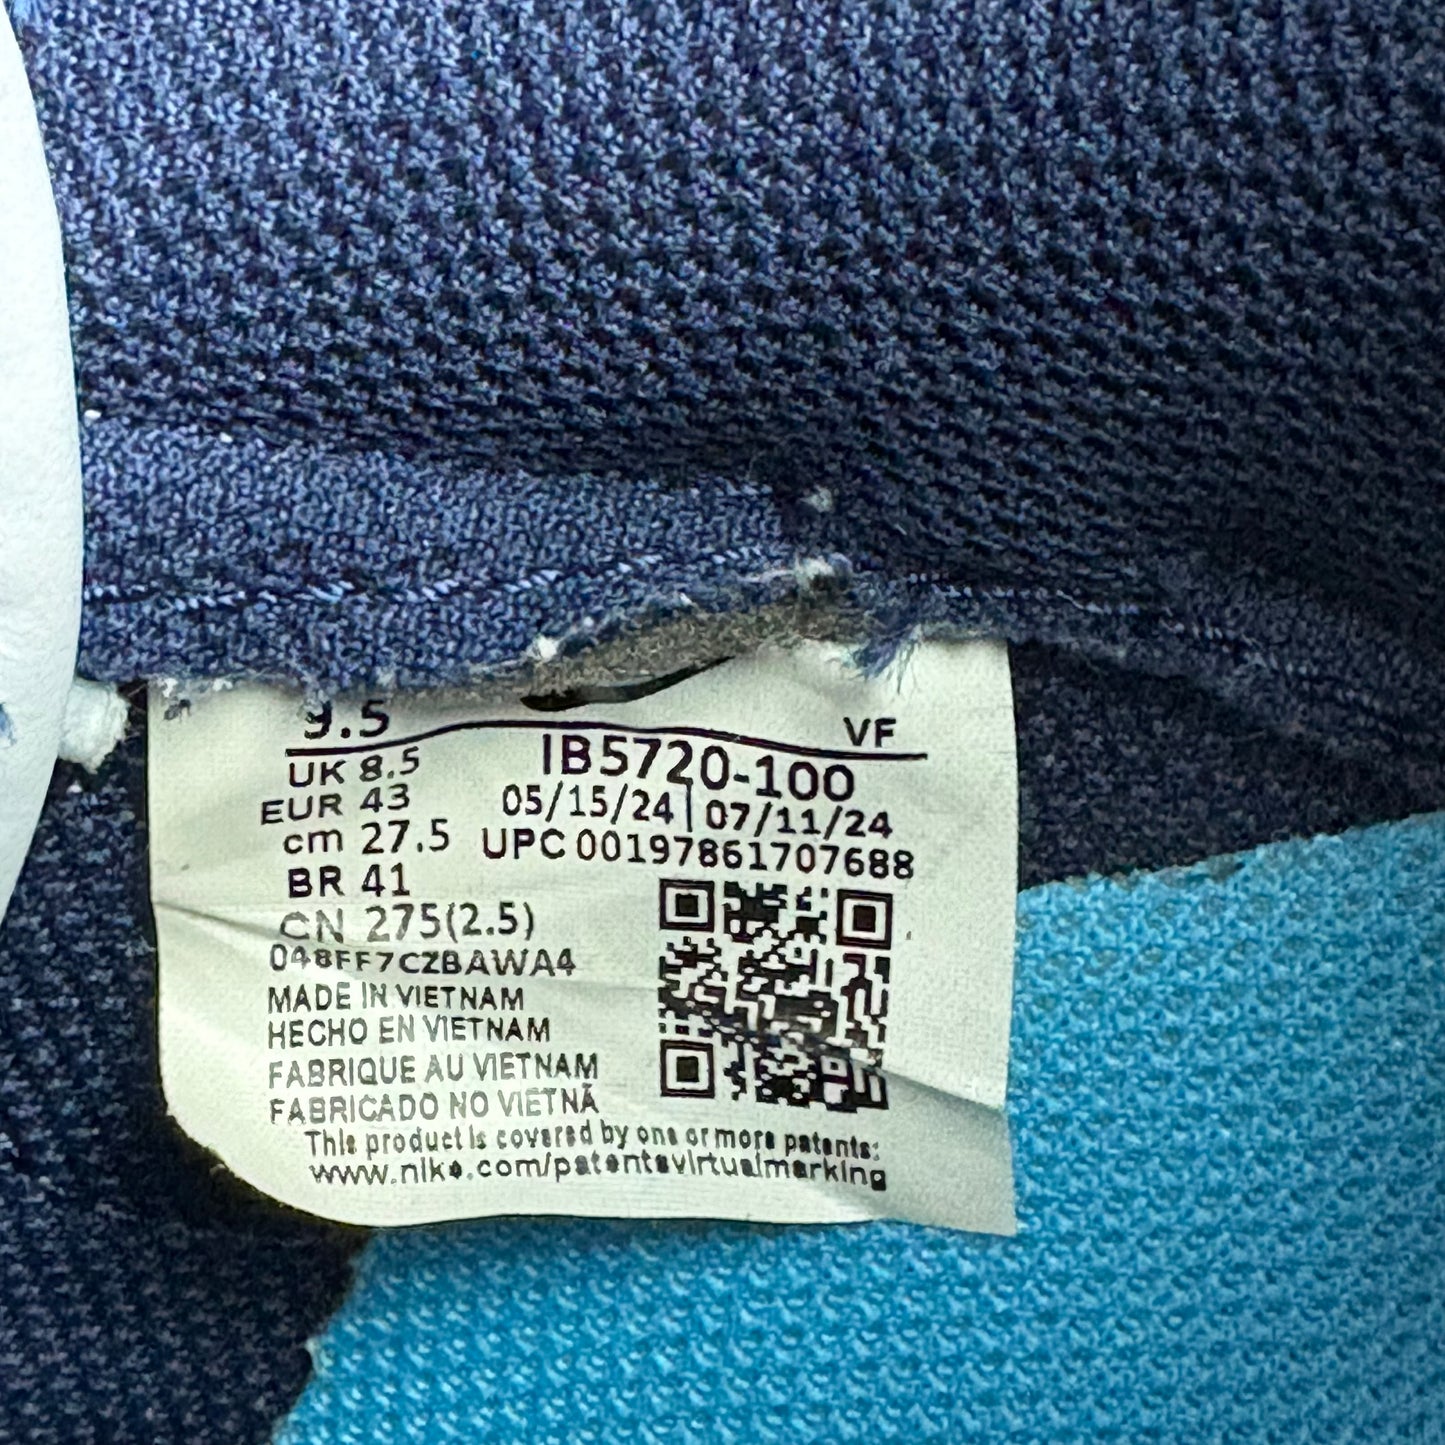 9.5 VF
UK 8.5 IB5720-100
EUR 43 05/15/24 | 07/11/24
cm 27.5 UPC 00197861707688
BR 41
CN 275(2.5)
048FF7CZBAWA4
MADE IN VIETNAM
HECHO EN VIETNAM
FABRIQUE AU VIETNAM
FABRICADO NO VIETNÃ
This product is covered by one or more patents:
www.nike.com/patentsvirtualmarking